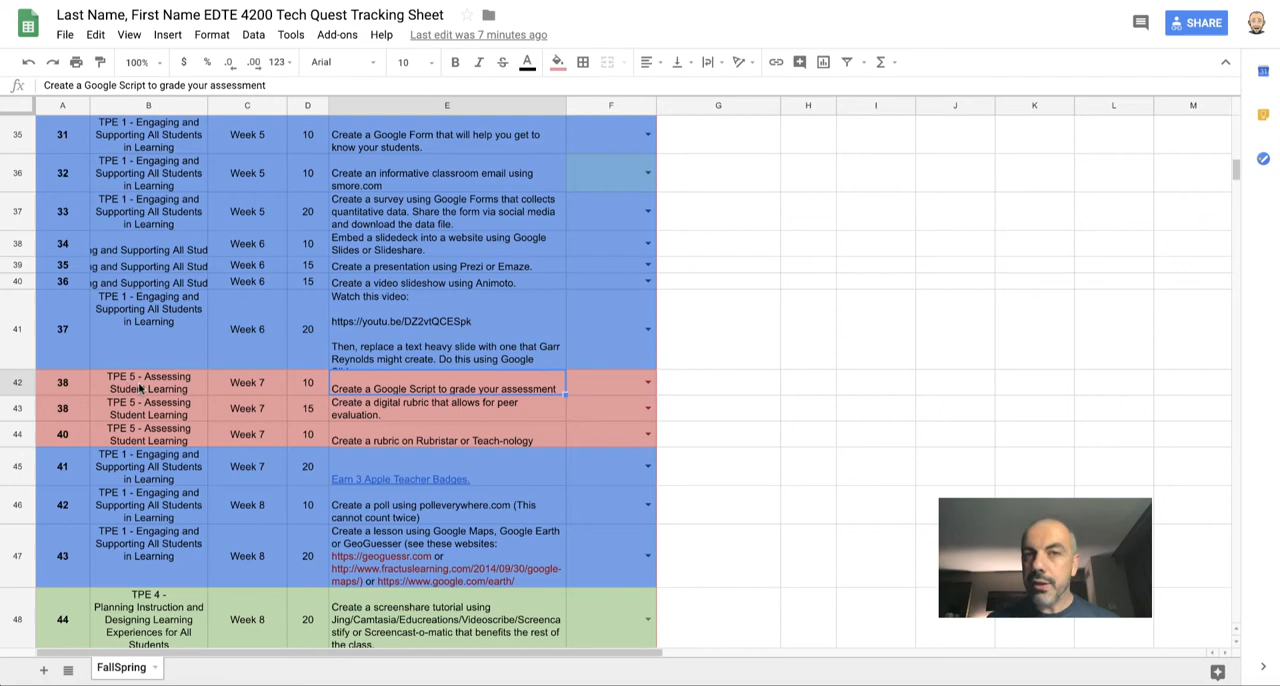 Last Name, First Name EDTE 4200 Tech Quest Tracking Sheet
File Edit View Insert Format Data Tools Add-ons Help Last edit was 7 minutes ago
SHARE
100% $ % .0 .00 123 Arial 10 B I S A Σ
31
fx Create a Google Script to grade your assessment
A B C D E F G H I J K L M
35 31 TPE 1 - Engaging and
Supporting All Students
in Learning
Week 5 10 Create a Google Form that will help you get to
know your students.
36 32 TPE 1 - Engaging and
Supporting All Students
in Learning
Week 5 10 Create an informative classroom email using
smore.com
37 33 TPE 1 - Engaging and
Supporting All Students
in Learning
Week 5 20 Create a survey using Google Forms that collects
quantitative data. Share the form via social media
and download the data file.
38 34 ng and Supporting All Stud Week 6 10 Embed a slidedeck into a website using Google
Slides or Slideshare.
39 35 ng and Supporting All Stud Week 6 15 Create a presentation using Prezi or Emaze.
40 36 ng and Supporting All Stud Week 6 15 Create a video slideshow using Animoto.
41 37 TPE 1 - Engaging and
Supporting All Students
in Learning
Week 6 20 Watch this video:
https://youtu.be/DZ2vtQCESpk
Then, replace a text heavy slide with one that Garr
Reynolds might create. Do this using Google
42 38 TPE 5 - Assessing
Student Learning
Week 7 10 Create a Google Script to grade your assessment
43 38 TPE 5 - Assessing
Student Learning
Week 7 15 Create a digital rubric that allows for peer
evaluation.
44 40 TPE 5 - Assessing
Student Learning
Week 7 10 Create a rubric on Rubristar or Teach-nology
45 41 TPE 1 - Engaging and
Supporting All Students
in Learning
Week 7 20 Earn 3 Apple Teacher Badges.
46 42 TPE 1 - Engaging and
Supporting All Students
in Learning
Week 8 10 Create a poll using polleverywhere.com (This
cannot count twice)
47 43 TPE 1 - Engaging and
Supporting All Students
in Learning
Week 8 20 Create a lesson using Google Maps, Google Earth
or GeoGuesser (see these websites:
https://geoguessr.com or
http://www.fractuslearning.com/2014/09/30/google-
maps/) or https://www.google.com/earth/
48 44 TPE 4 -
Planning Instruction and
Designing Learning
Experiences for All
Students
Week 8 20 Create a screenshare tutorial using
Jing/Camtasia/Educreations/Videoscribe/Screenca
stify or Screencast-o-matic that benefits the rest of
the class.
FallSpring